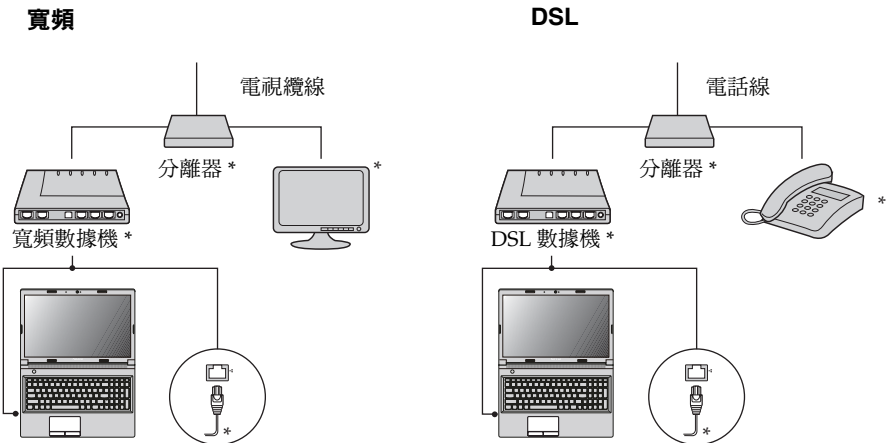 寬頻
電視纜線
分離器 *
*
寬頻數據機 *
*
DSL
電話線
分離器 *
*
DSL 數據機 *
*